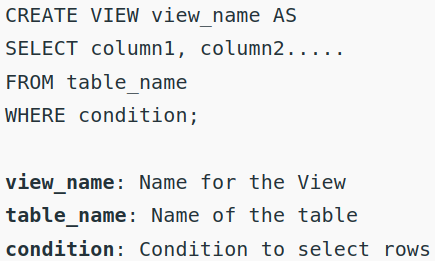 CREATE VIEW view_name AS
SELECT column1, column2.....
FROM table_name
WHERE condition;

view_name: Name for the View
table_name: Name of the table
condition: Condition to select rows